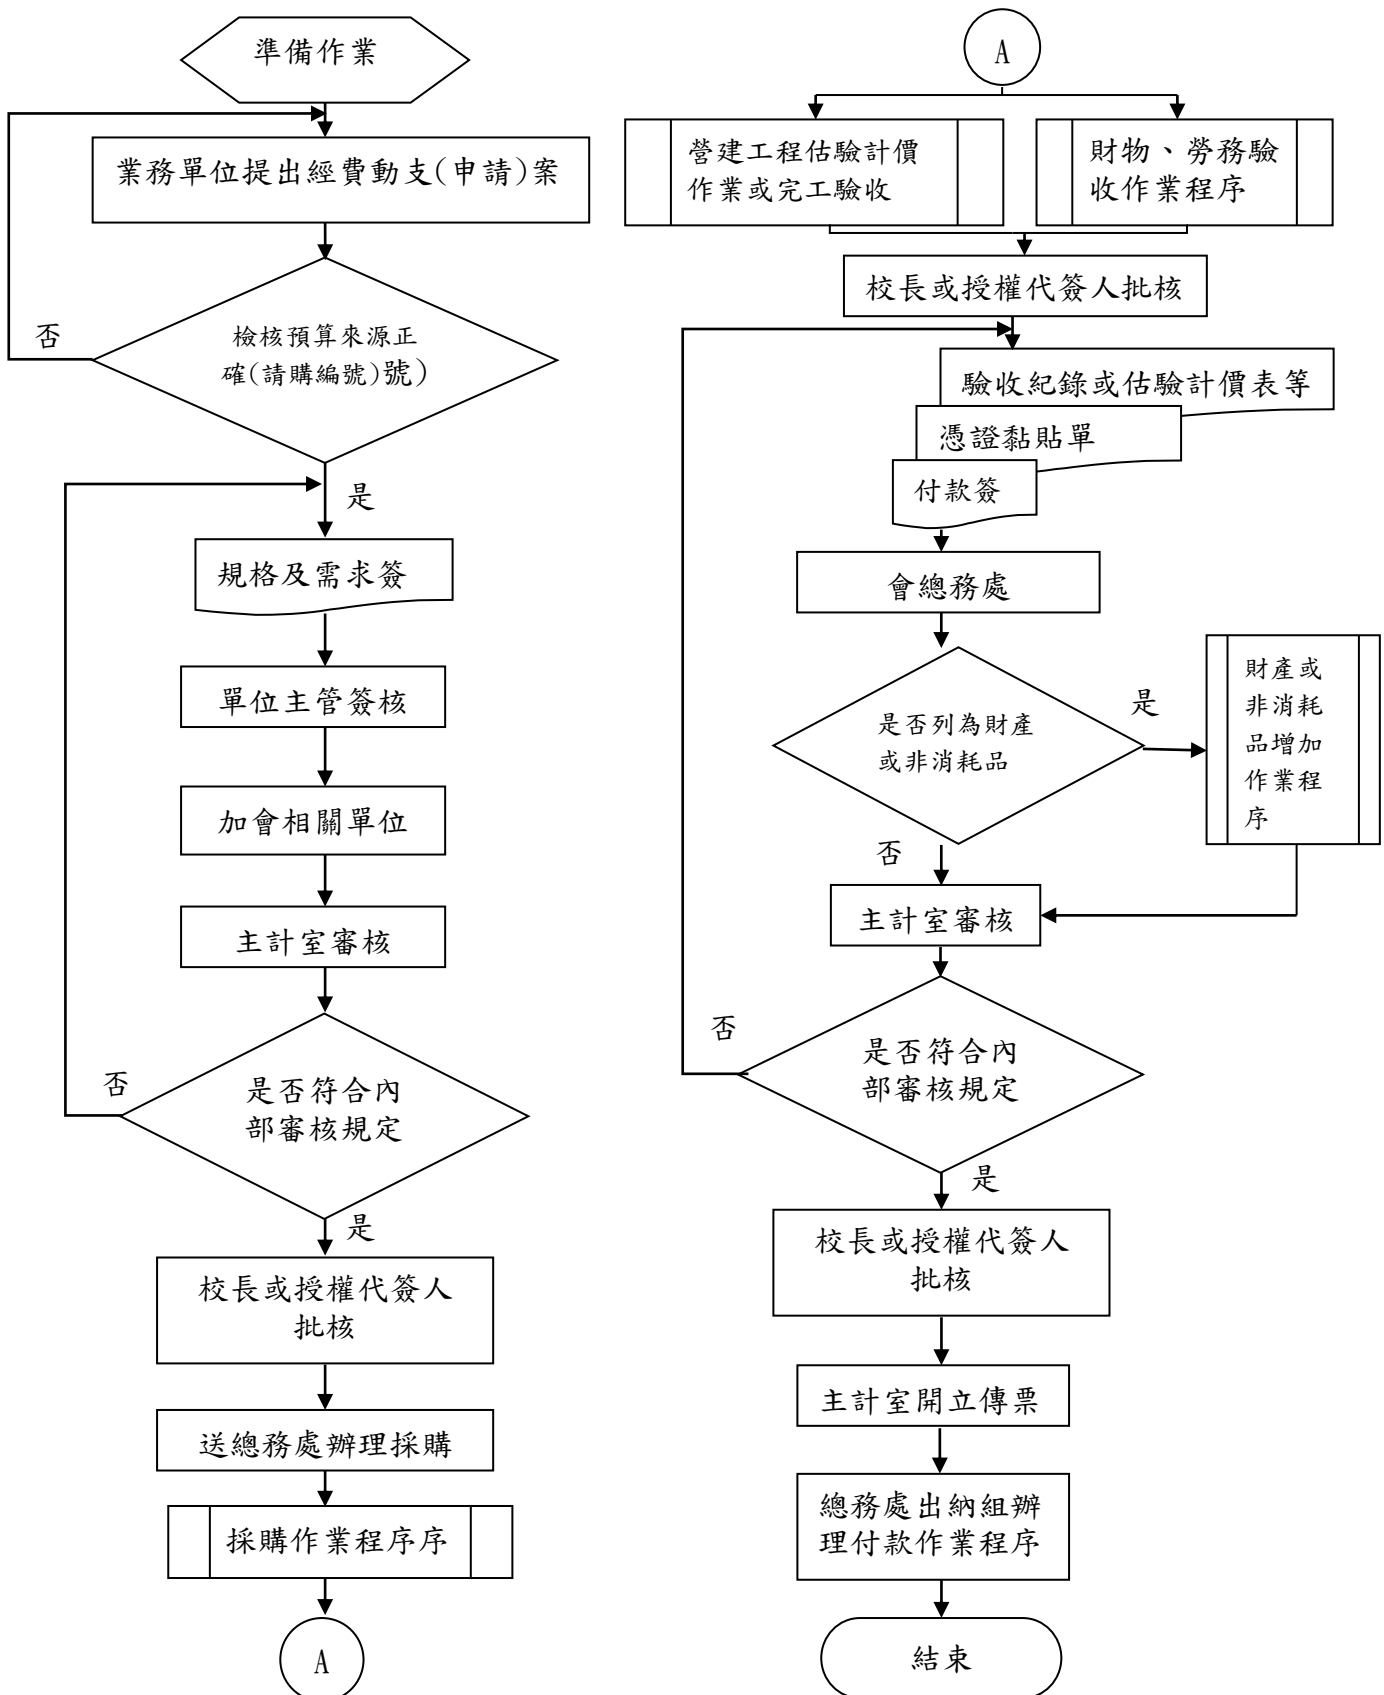 準備作業
業務單位提出經費動支(申請)案
否
檢核預算來源正
確(請購編號)號)
是
規格及需求簽
單位主管簽核
加會相關單位
主計室審核
否
是否符合內
部審核規定
是
校長或授權代簽人
批核
送總務處辦理採購
採購作業程序序
A
A
營建工程估驗計價
作業或完工驗收
財物、勞務驗
收作業程序
校長或授權代簽人批核
驗收紀錄或估驗計價表等
憑證黏貼單
付款簽
會總務處
是否列為財產
或非消耗品
是
財產或
非消耗
品增加
作業程
序
否
主計室審核
否
是否符合內
部審核規定
是
校長或授權代簽人
批核
主計室開立傳票
總務處出納組辦
理付款作業程序
結束